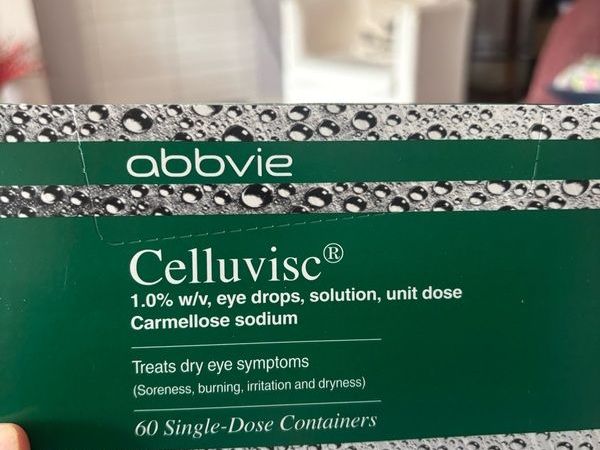 abbvie
Celluvisc®
1.0% w/v, eye drops, solution, unit dose
Carmellose sodium
Treats dry eye symptoms
(Soreness, burning, irritation and dryness)
60 Single-Dose Containers